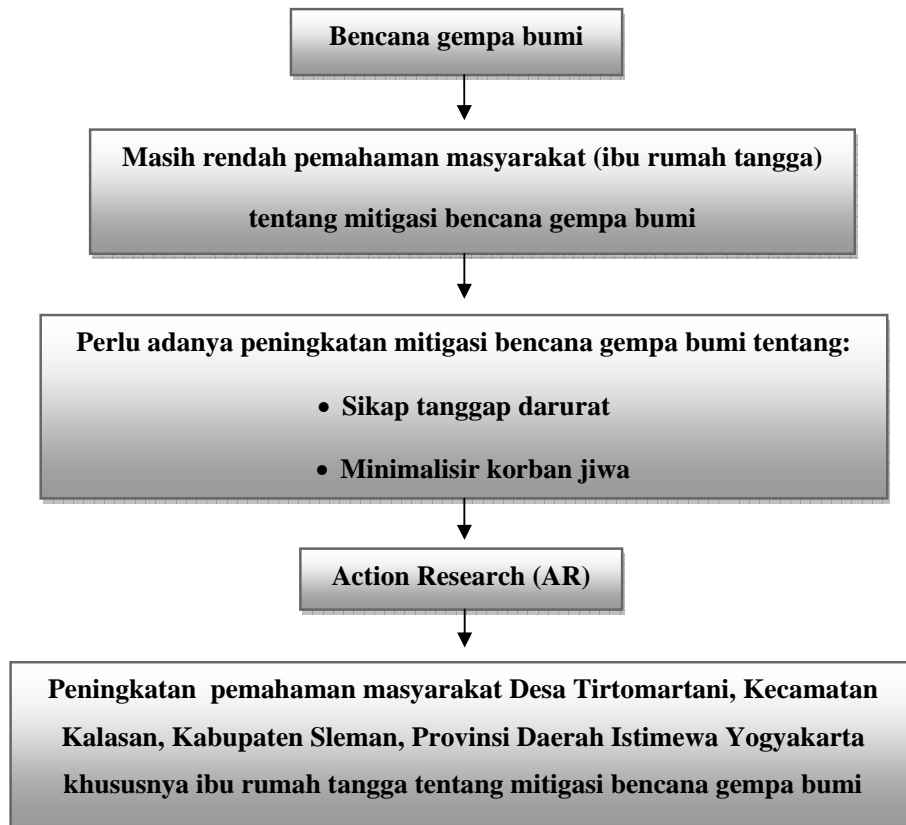 Bencana gempa bumi
Masih rendah pemahaman masyarakat (ibu rumah tangga)
tentang mitigasi bencana gempa bumi
Perlu adanya peningkatan mitigasi bencana gempa bumi tentang:
• Sikap tanggap darurat
• Minimalisir korban jiwa
Action Research (AR)
Peningkatan pemahaman masyarakat Desa Tirtomartani, Kecamatan
Kalasan, Kabupaten Sleman, Provinsi Daerah Istimewa Yogyakarta
khususnya ibu rumah tangga tentang mitigasi bencana gempa bumi